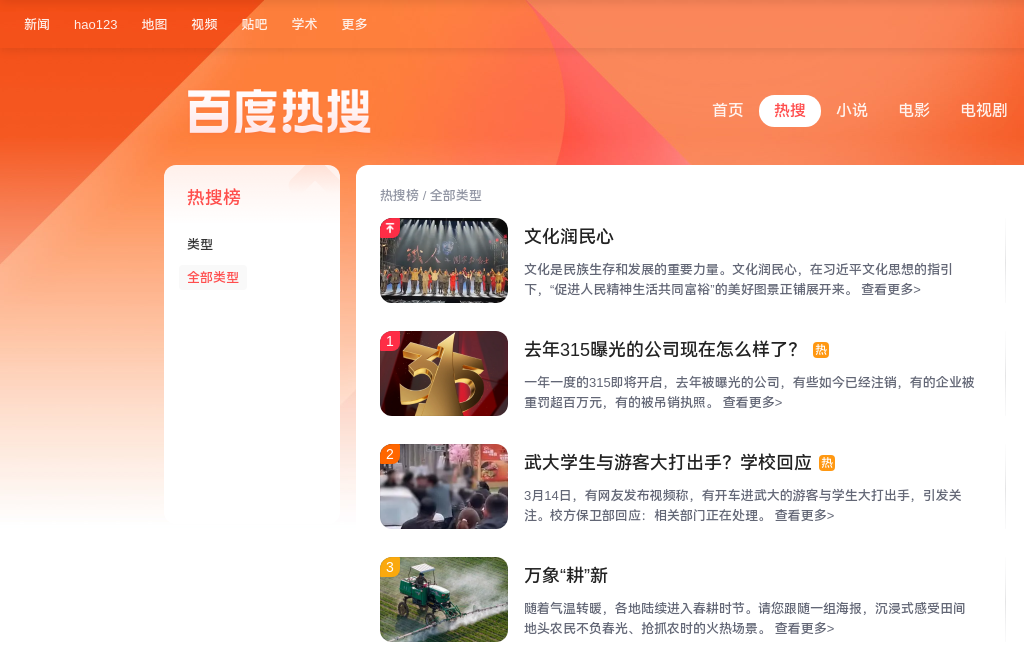 新闻 hao123 地图 视频 贴吧 学术 更多
百度热搜
首页 热搜 小说 电影 电视剧
热搜榜
类型
全部类型
热搜榜 / 全部类型
文化润民心
文化是民族生存和发展的重要力量。文化润民心，在习近平文化思想的指引
下，“促进人民精神生活共同富裕”的美好图景正铺展开来。 查看更多>
1
315
去年315曝光的公司现在怎么样了？ 热
一年一度的315即将开启，去年被曝光的公司，有些如今已经注销，有的企业被
重罚超百万元，有的被吊销执照。 查看更多>
2
武大学生与游客大打出手？学校回应 热
3月14日，有网友发布视频称，有开车进武大的游客与学生大打出手，引发关
注。校方保卫部回应：相关部门正在处理。 查看更多>
3
万象“耕”新
随着气温转暖，各地陆续进入春耕时节。请您跟随一组海报，沉浸式感受田间
地头农民不负春光、抢抓农时的火热场景。 查看更多>